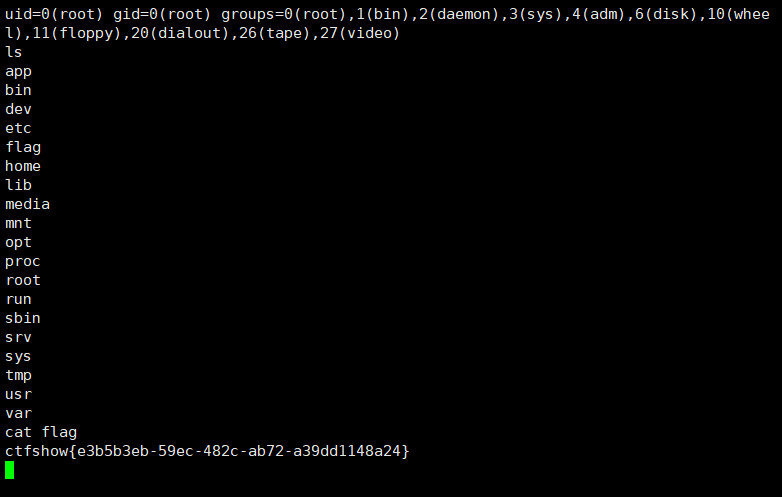 uid=0(root) gid=0(root) groups=0(root),1(bin),2(daemon),3(sys),4(adm),6(disk),10(whee
l),11(floppy),20(dialout),26(tape),27(video)
ls
app
bin
dev
etc
flag
home
lib
media
mnt
opt
proc
root
run
sbin
srv
sys
tmp
usr
var
cat flag
ctfshow{e3b5b3eb-59ec-482c-ab72-a39dd1148a24}